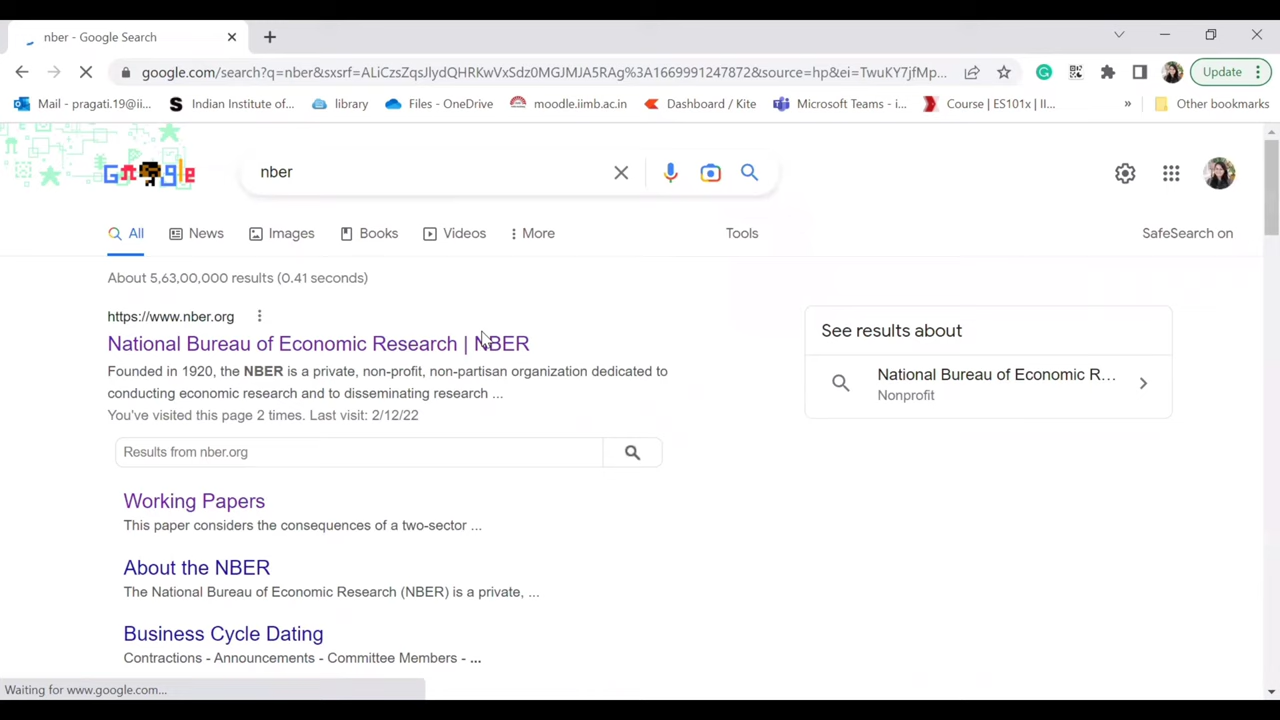 nber - Google Search
google.com/search?q=nber&sxsrf=ALiCzsZqsJlydQHRKwVxSdz0MGJMJA5RAg%3A1669991247872&source=hp&ei=TwuKY7jfMp...
Update
Mail - pragati.19@ii... Indian Institute of... library Files - OneDrive moodle.iimb.ac.in Dashboard / Kite Microsoft Teams - i... Course | ES101x | II... » Other bookmarks
Google
nber
All News Images Books Videos More Tools SafeSearch on
About 5,63,00,000 results (0.41 seconds)
https://www.nber.org
National Bureau of Economic Research | NBER
Founded in 1920, the NBER is a private, non-profit, non-partisan organization dedicated to
conducting economic research and to disseminating research ...
You've visited this page 2 times. Last visit: 2/12/22
Results from nber.org
Working Papers
This paper considers the consequences of a two-sector ...
About the NBER
The National Bureau of Economic Research (NBER) is a private, ...
Business Cycle Dating
Contractions - Announcements - Committee Members - ...
See results about
National Bureau of Economic R...
Nonprofit
Waiting for www.google.com...